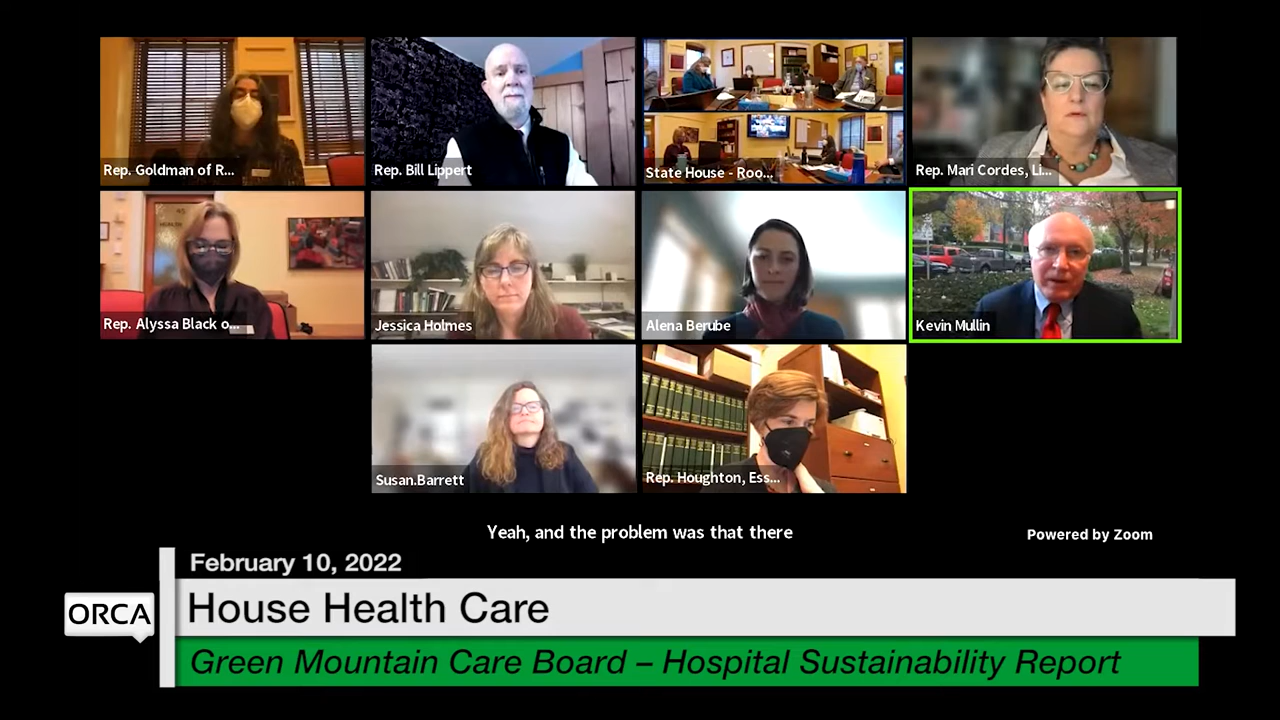 Rep. Goldman of R...
Rep. Bill Lippert
State House - Roo...
Rep. Mari Cordes, Li...
Rep. Alyssa Black o...
Jessica Holmes
Alena Berube
Kevin Mullin
Susan.Barrett
Rep. Houghton, Ess...
Yeah, and the problem was that there
Powered by Zoom
February 10, 2022
ORCA
House Health Care
Green Mountain Care Board – Hospital Sustainability Report